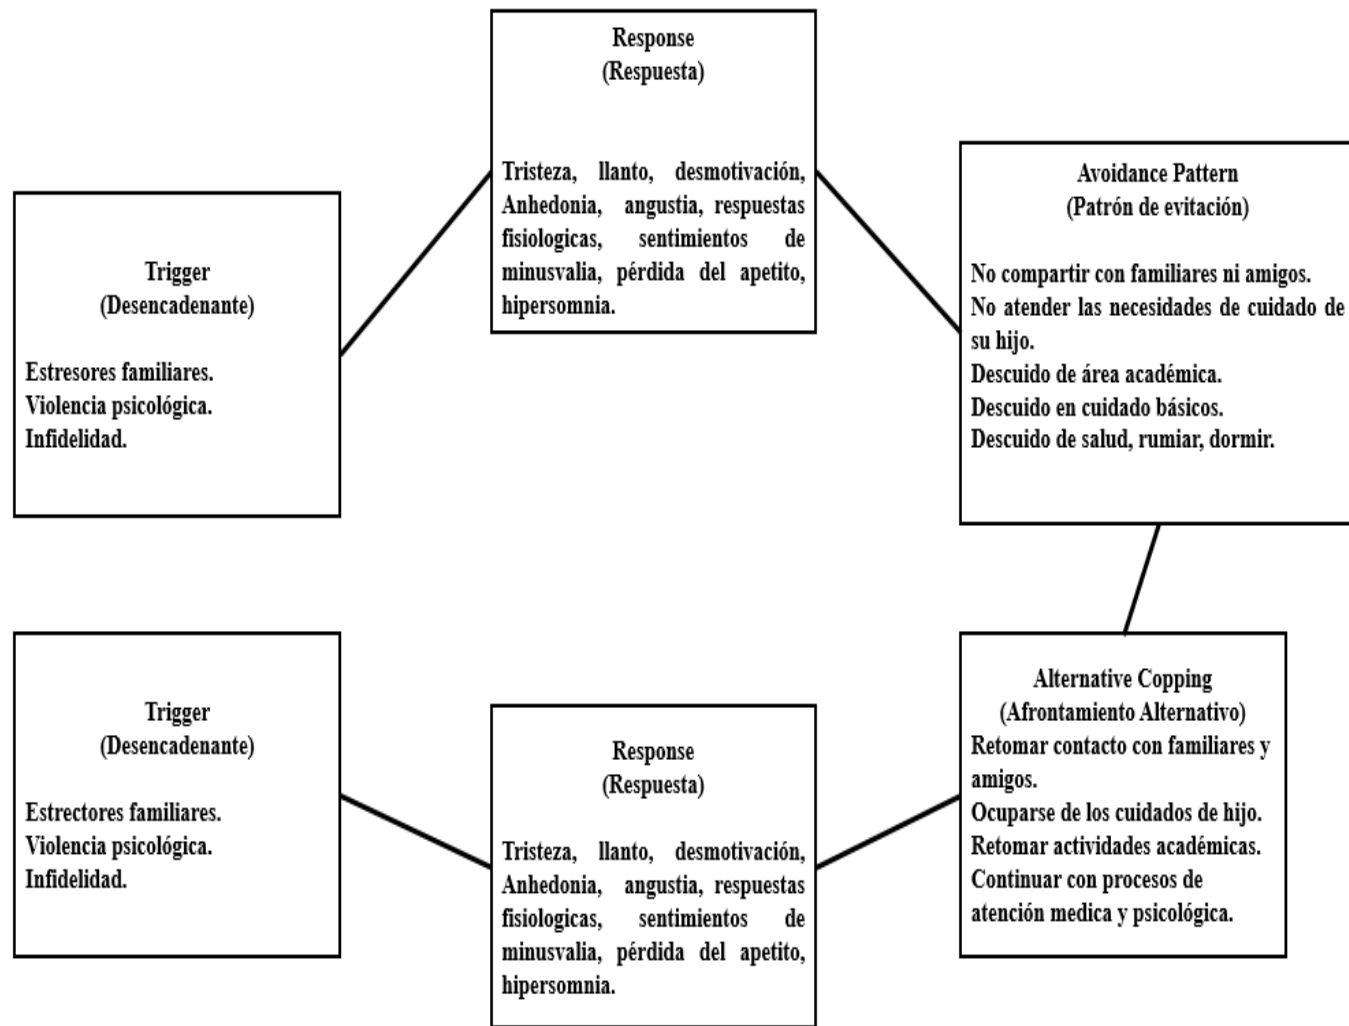 Trigger
(Desencadenante)
Estresores familiares.
Violencia psicológica.
Infidelidad.
Response
(Respuesta)
Tristeza, llanto, desmotivación,
Anhedonia, angustia, respuestas
fisiologicas, sentimientos de
minusvalia, pérdida del apetito,
hipersomnia.
Avoidance Pattern
(Patrón de evitación)
No compartir con familiares ni amigos.
No atender las necesidades de cuidado de
su hijo.
Descuido de área académica.
Descuido en cuidado básicos.
Descuido de salud, rumiar, dormir.
Trigger
(Desencadenante)
Estrectores familiares.
Violencia psicológica.
Infidelidad.
Response
(Respuesta)
Tristeza, llanto, desmotivación,
Anhedonia, angustia, respuestas
fisiologicas, sentimientos de
minusvalia, pérdida del apetito,
hipersomnia.
Alternative Copping
(Afrontamiento Alternativo)
Retomar contacto con familiares y
amigos.
Ocuparse de los cuidados de hijo.
Retomar actividades académicas.
Continuar con procesos de
atención medica y psicológica.